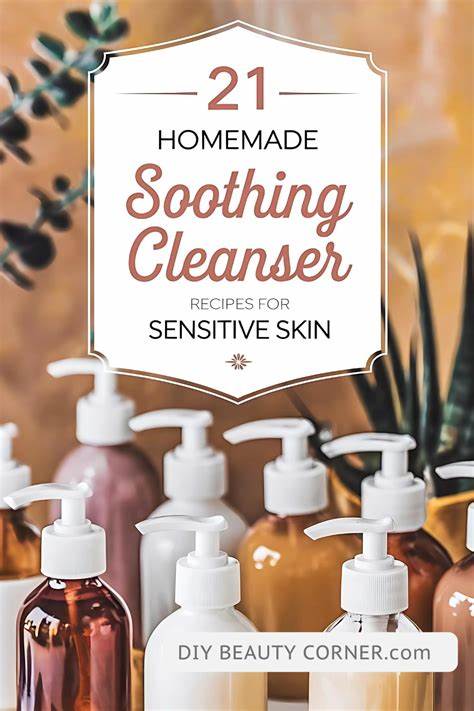 21
HOMEMADE
Soothing
Cleanser
RECIPES FOR
SENSITIVE SKIN
DIY BEAUTY CORNER.com